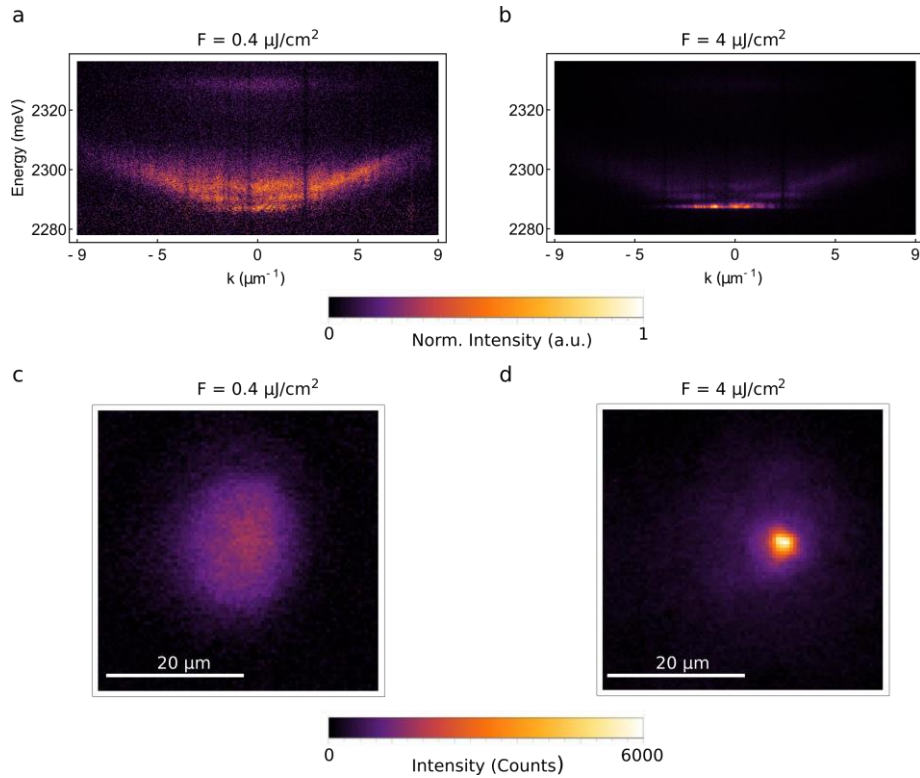 a
b
F = 0.4 μJ/cm²
F = 4 μJ/cm²
Energy (meV)
2320
2300
2280
- 9
- 5
0
5
9
k (μm⁻¹)
2320
2300
2280
- 9
- 5
0
5
9
k (μm⁻¹)
0
1
Norm. Intensity (a.u.)
c
d
F = 0.4 μJ/cm²
F = 4 μJ/cm²
20 μm
20 μm
0
6000
Intensity (Counts)